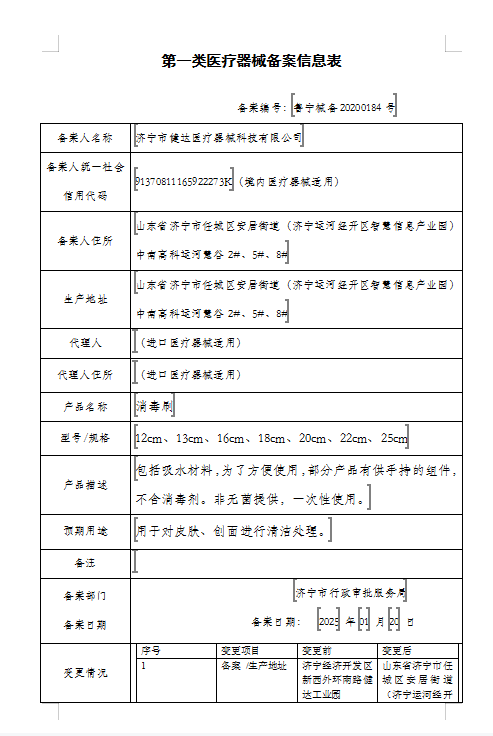 第一类医疗器械备案信息表
备案编号：鲁宁械备20200184 号
备案人名称 济宁市健达医疗器械科技有限公司
备案人统一社会
信用代码
91370811165922273K（境内医疗器械适用）
备案人住所
山东省济宁市任城区安居街道（济宁运河经开区智慧信息产业园）
中南高科运河慧谷 2#、5#、8#
生产地址
山东省济宁市任城区安居街道（济宁运河经开区智慧信息产业园）
中南高科运河慧谷 2#、5#、8#
代理人 （进口医疗器械适用）
代理人住所 （进口医疗器械适用）
产品名称 消毒刷
型号/规格 12cm、13cm、16cm、18cm、20cm、22cm、25cm
产品描述
包括吸水材料，为了方便使用，部分产品有供手持的组件，
不含消毒剂。非无菌提供，一次性使用。
预期用途 用于对皮肤、创面进行清洁处理。
备注
备案部门 济宁市行政审批服务局
备案日期 备案日期： 2025 年 01 月 20 日
变更情况
序号 变更项目 变更前 变更后
1 备案 /生产地址
济宁经济开发区
新西外环南路健
达工业园
山东省济宁市任
城区安居街道
（济宁运河经开